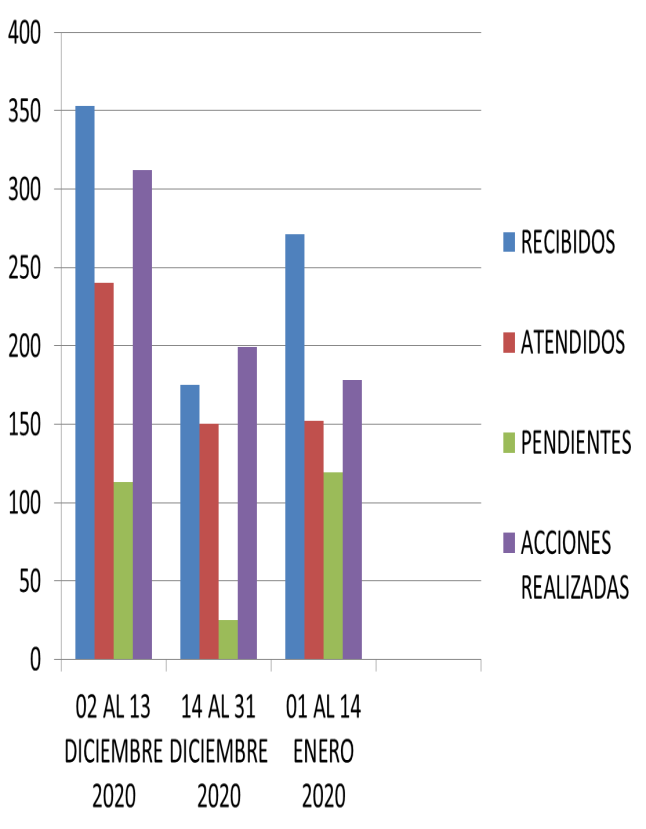 400
350
300
250
200
150
100
50
0
02 AL 13
DICIEMBRE
2020
14 AL 31
DICIEMBRE
2020
01 AL 14
ENERO
2020
RECIBIDOS
ATENDIDOS
PENDIENTES
ACCIONES
REALIZADAS